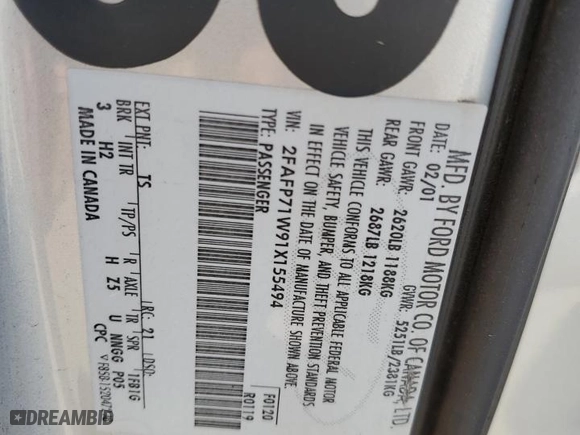 MFD. BY FORD MOTOR CO. OF CANADA LTD.
DATE: 02/01 GVWR: 5251LB/2381KG
FRONT GAWR: 2620LB 1188KG
REAR GAWR: 2687LB 1218KG
THIS VEHICLE CONFORMS TO ALL APPLICABLE FEDERAL MOTOR
VEHICLE SAFETY, BUMPER, AND THEFT PREVENTION STANDARDS
IN EFFECT ON THE DATE OF MANUFACTURE SHOWN ABOVE
2FAFP71W91X155494 F0120
TYPE: PASSENGER R0119
EXT PNT: TS RC: 21 DSO:
BRK INT TR TP/PS R AXLE TR SPR 1FB1G
3 H2 H Z5 U NNGG P05
MADE IN CANADA CPC
DREAMBID